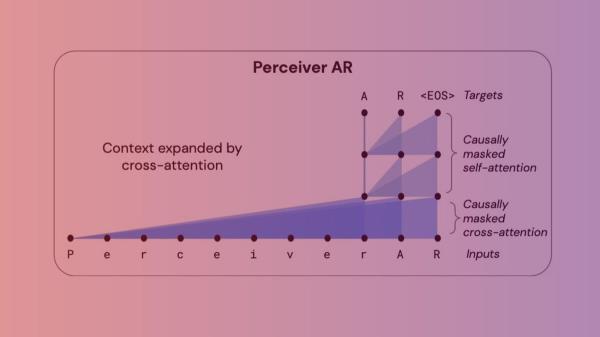 Perceiver AR
A R <EOS> Targets
Context expanded by
cross-attention
Causally
masked
self-attention
Causally
masked
cross-attention
P e r c e i v e r A R Inputs